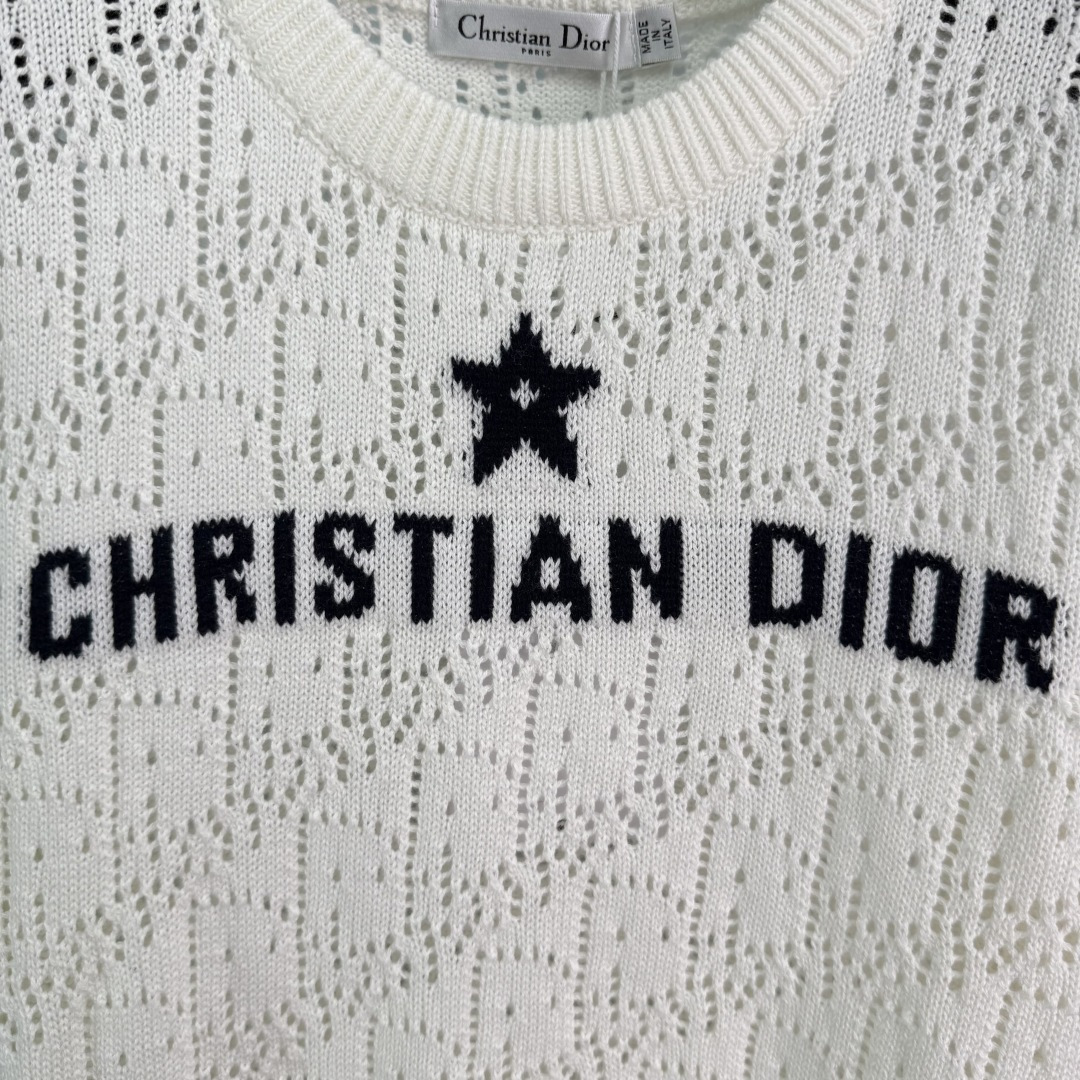 Christian Dior
PARIS
MADE
IN
ITALY
CHRISTIAN DIOR